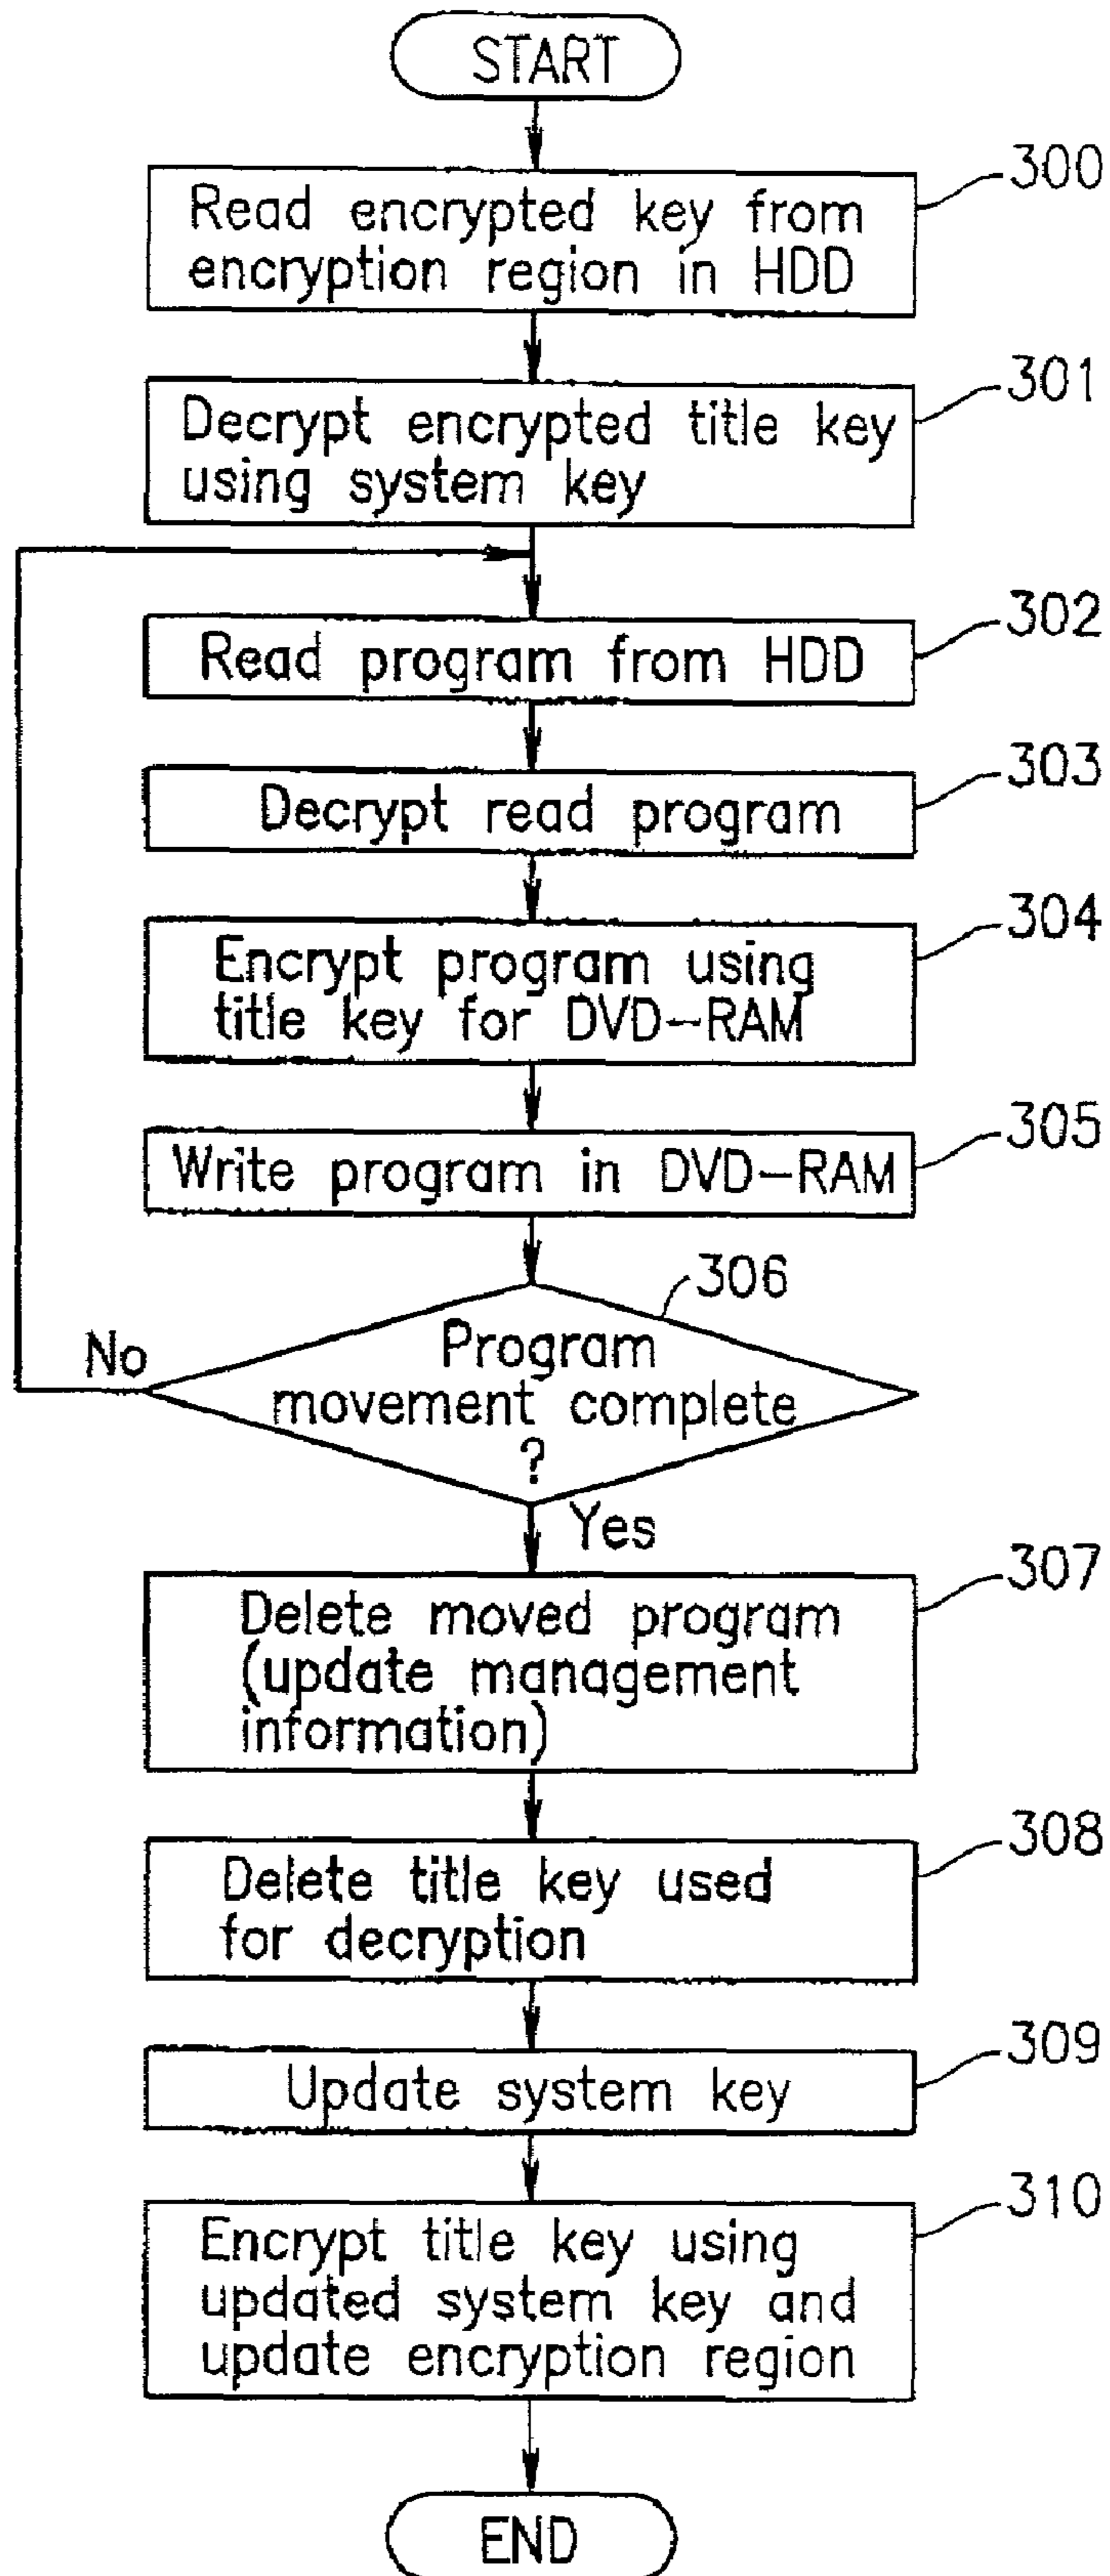 START
300
Read encrypted key from
encryption region in HDD
301
Decrypt encrypted title key
using system key
302
Read program from HDD
303
Decrypt read program
304
Encrypt program using
title key for DVD-RAM
305
Write program in DVD-RAM
306
Program
movement complete
?
No
Yes
307
Delete moved program
(update management
information)
308
Delete title key used
for decryption
309
Update system key
310
Encrypt title key using
updated system key and
update encryption region
END